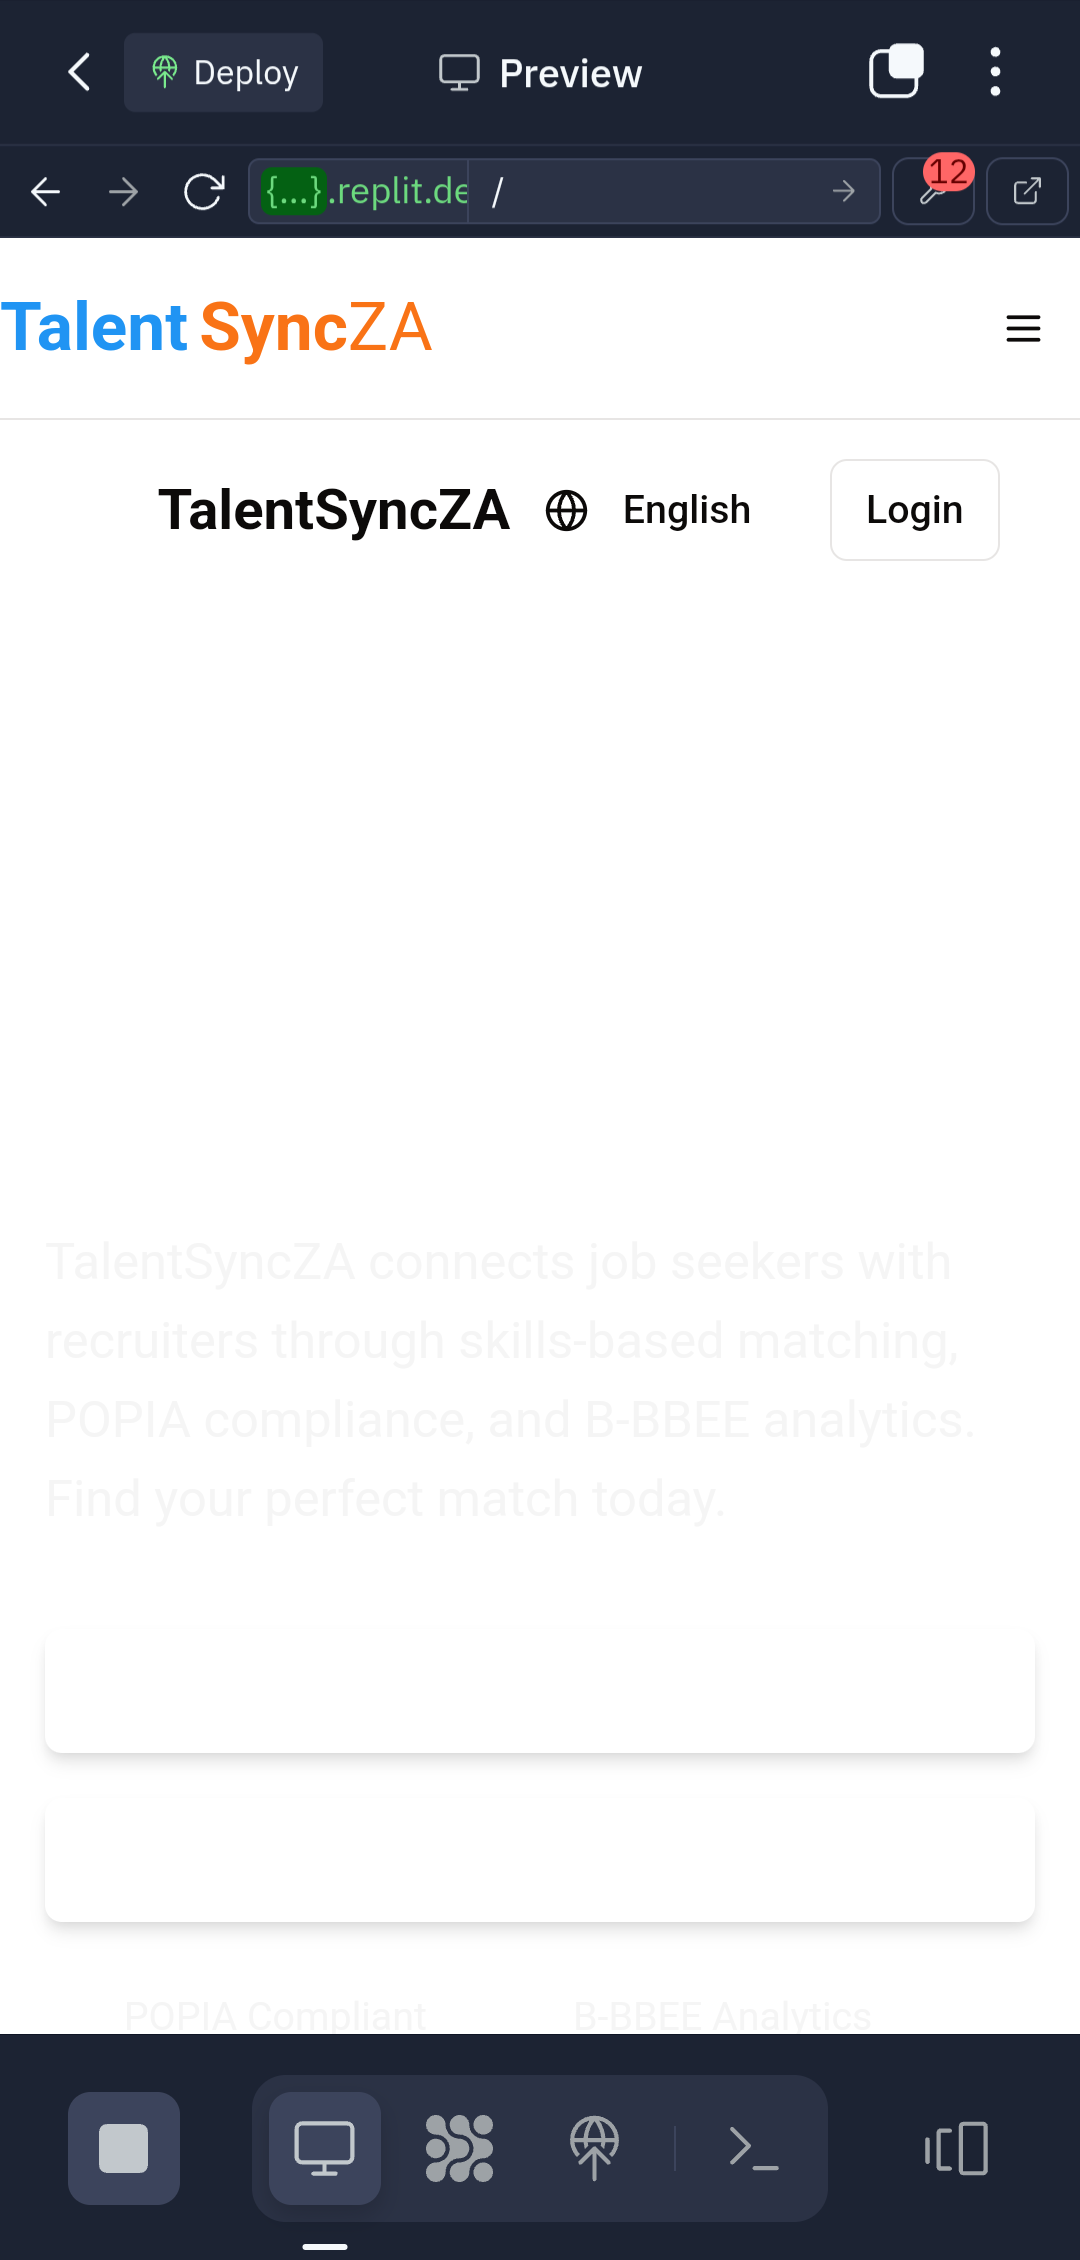 Deploy
Preview
{...}.replit.de /
12
Talent SyncZA
TalentSyncZA English Login
TalentSyncZA connects job seekers with
recruiters through skills-based matching,
POPIA compliance, and B-BBEE analytics.
Find your perfect match today.
POPIA Compliant B-BBEE Analytics